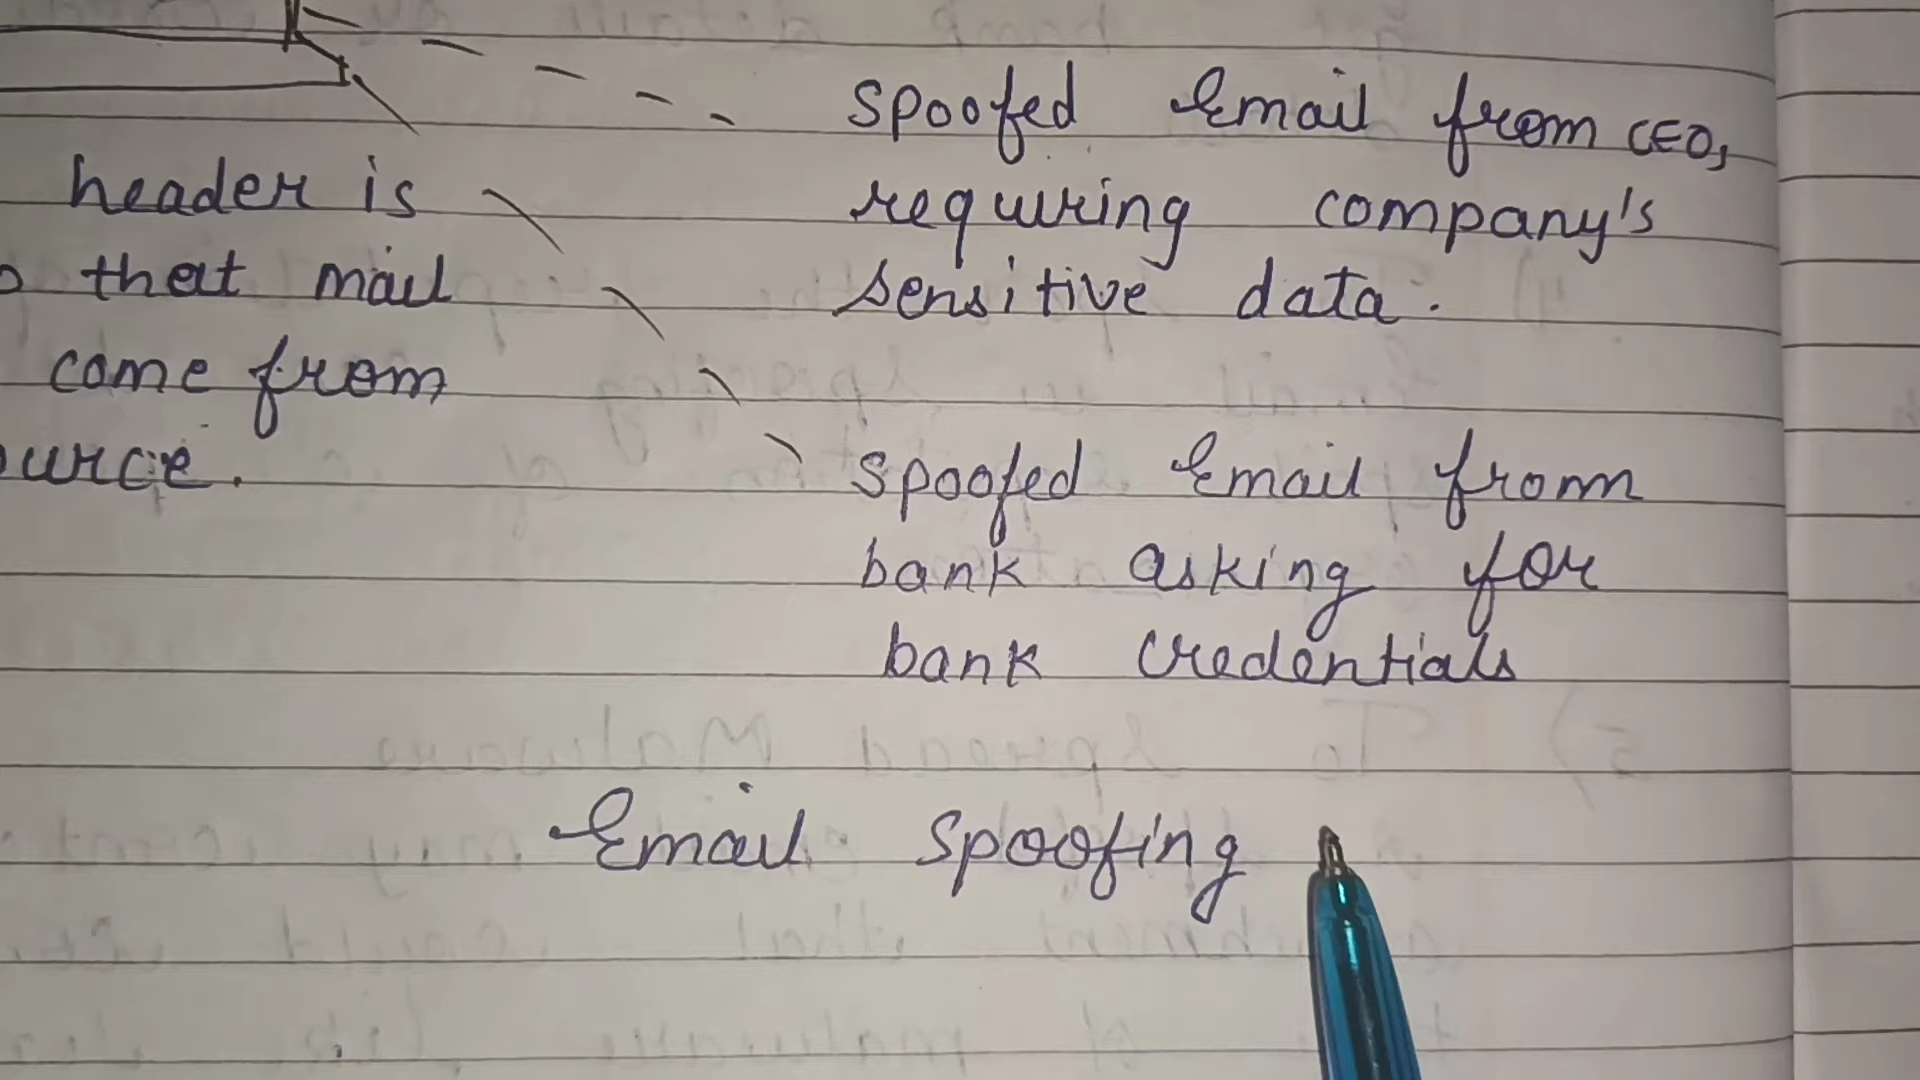 header is
that mail
come from
Spoofed Email from CEO,
requiring company's
sensitive data.
Spoofed Email from
bank asking for
bank credentials
Email Spoofing